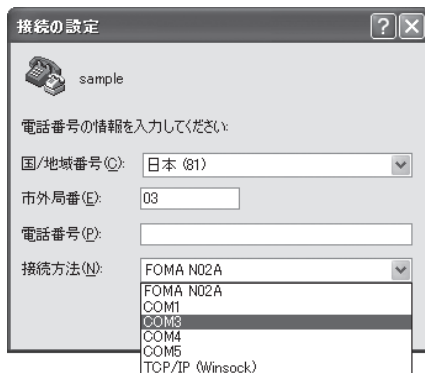 接続の設定
sample
電話番号の情報を入力してください:
国/地域番号(C): 日本 (81)
市外局番(E): 03
電話番号(P):
接続方法(N): FOMA N02A
FOMA N02A
COM1
COM3
COM4
COM5
TCP/IP (Winsock)